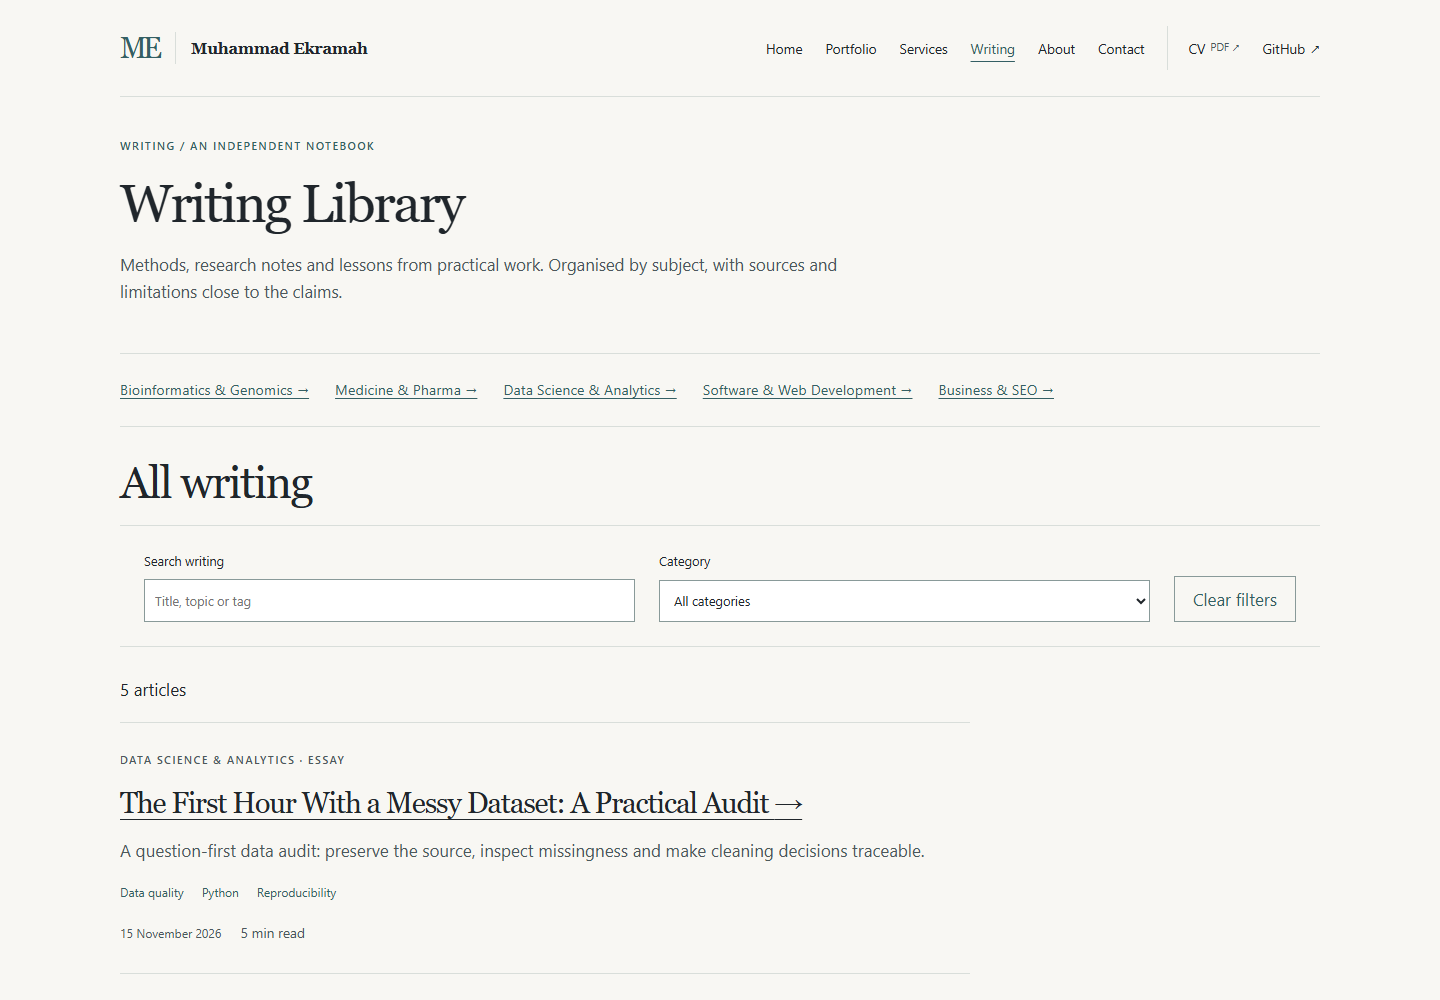 ME
Muhammad Ekramah
Home Portfolio Services Writing About Contact CV PDF ↗ GitHub ↗
WRITING / AN INDEPENDENT NOTEBOOK
Writing Library
Methods, research notes and lessons from practical work. Organised by subject, with sources and
limitations close to the claims.
Bioinformatics & Genomics → Medicine & Pharma → Data Science & Analytics → Software & Web Development → Business & SEO →
All writing
Search writing
Title, topic or tag
Category
All categories
Clear filters
5 articles
DATA SCIENCE & ANALYTICS · ESSAY
The First Hour With a Messy Dataset: A Practical Audit →
A question-first data audit: preserve the source, inspect missingness and make cleaning decisions traceable.
Data quality Python Reproducibility
15 November 2026 5 min read